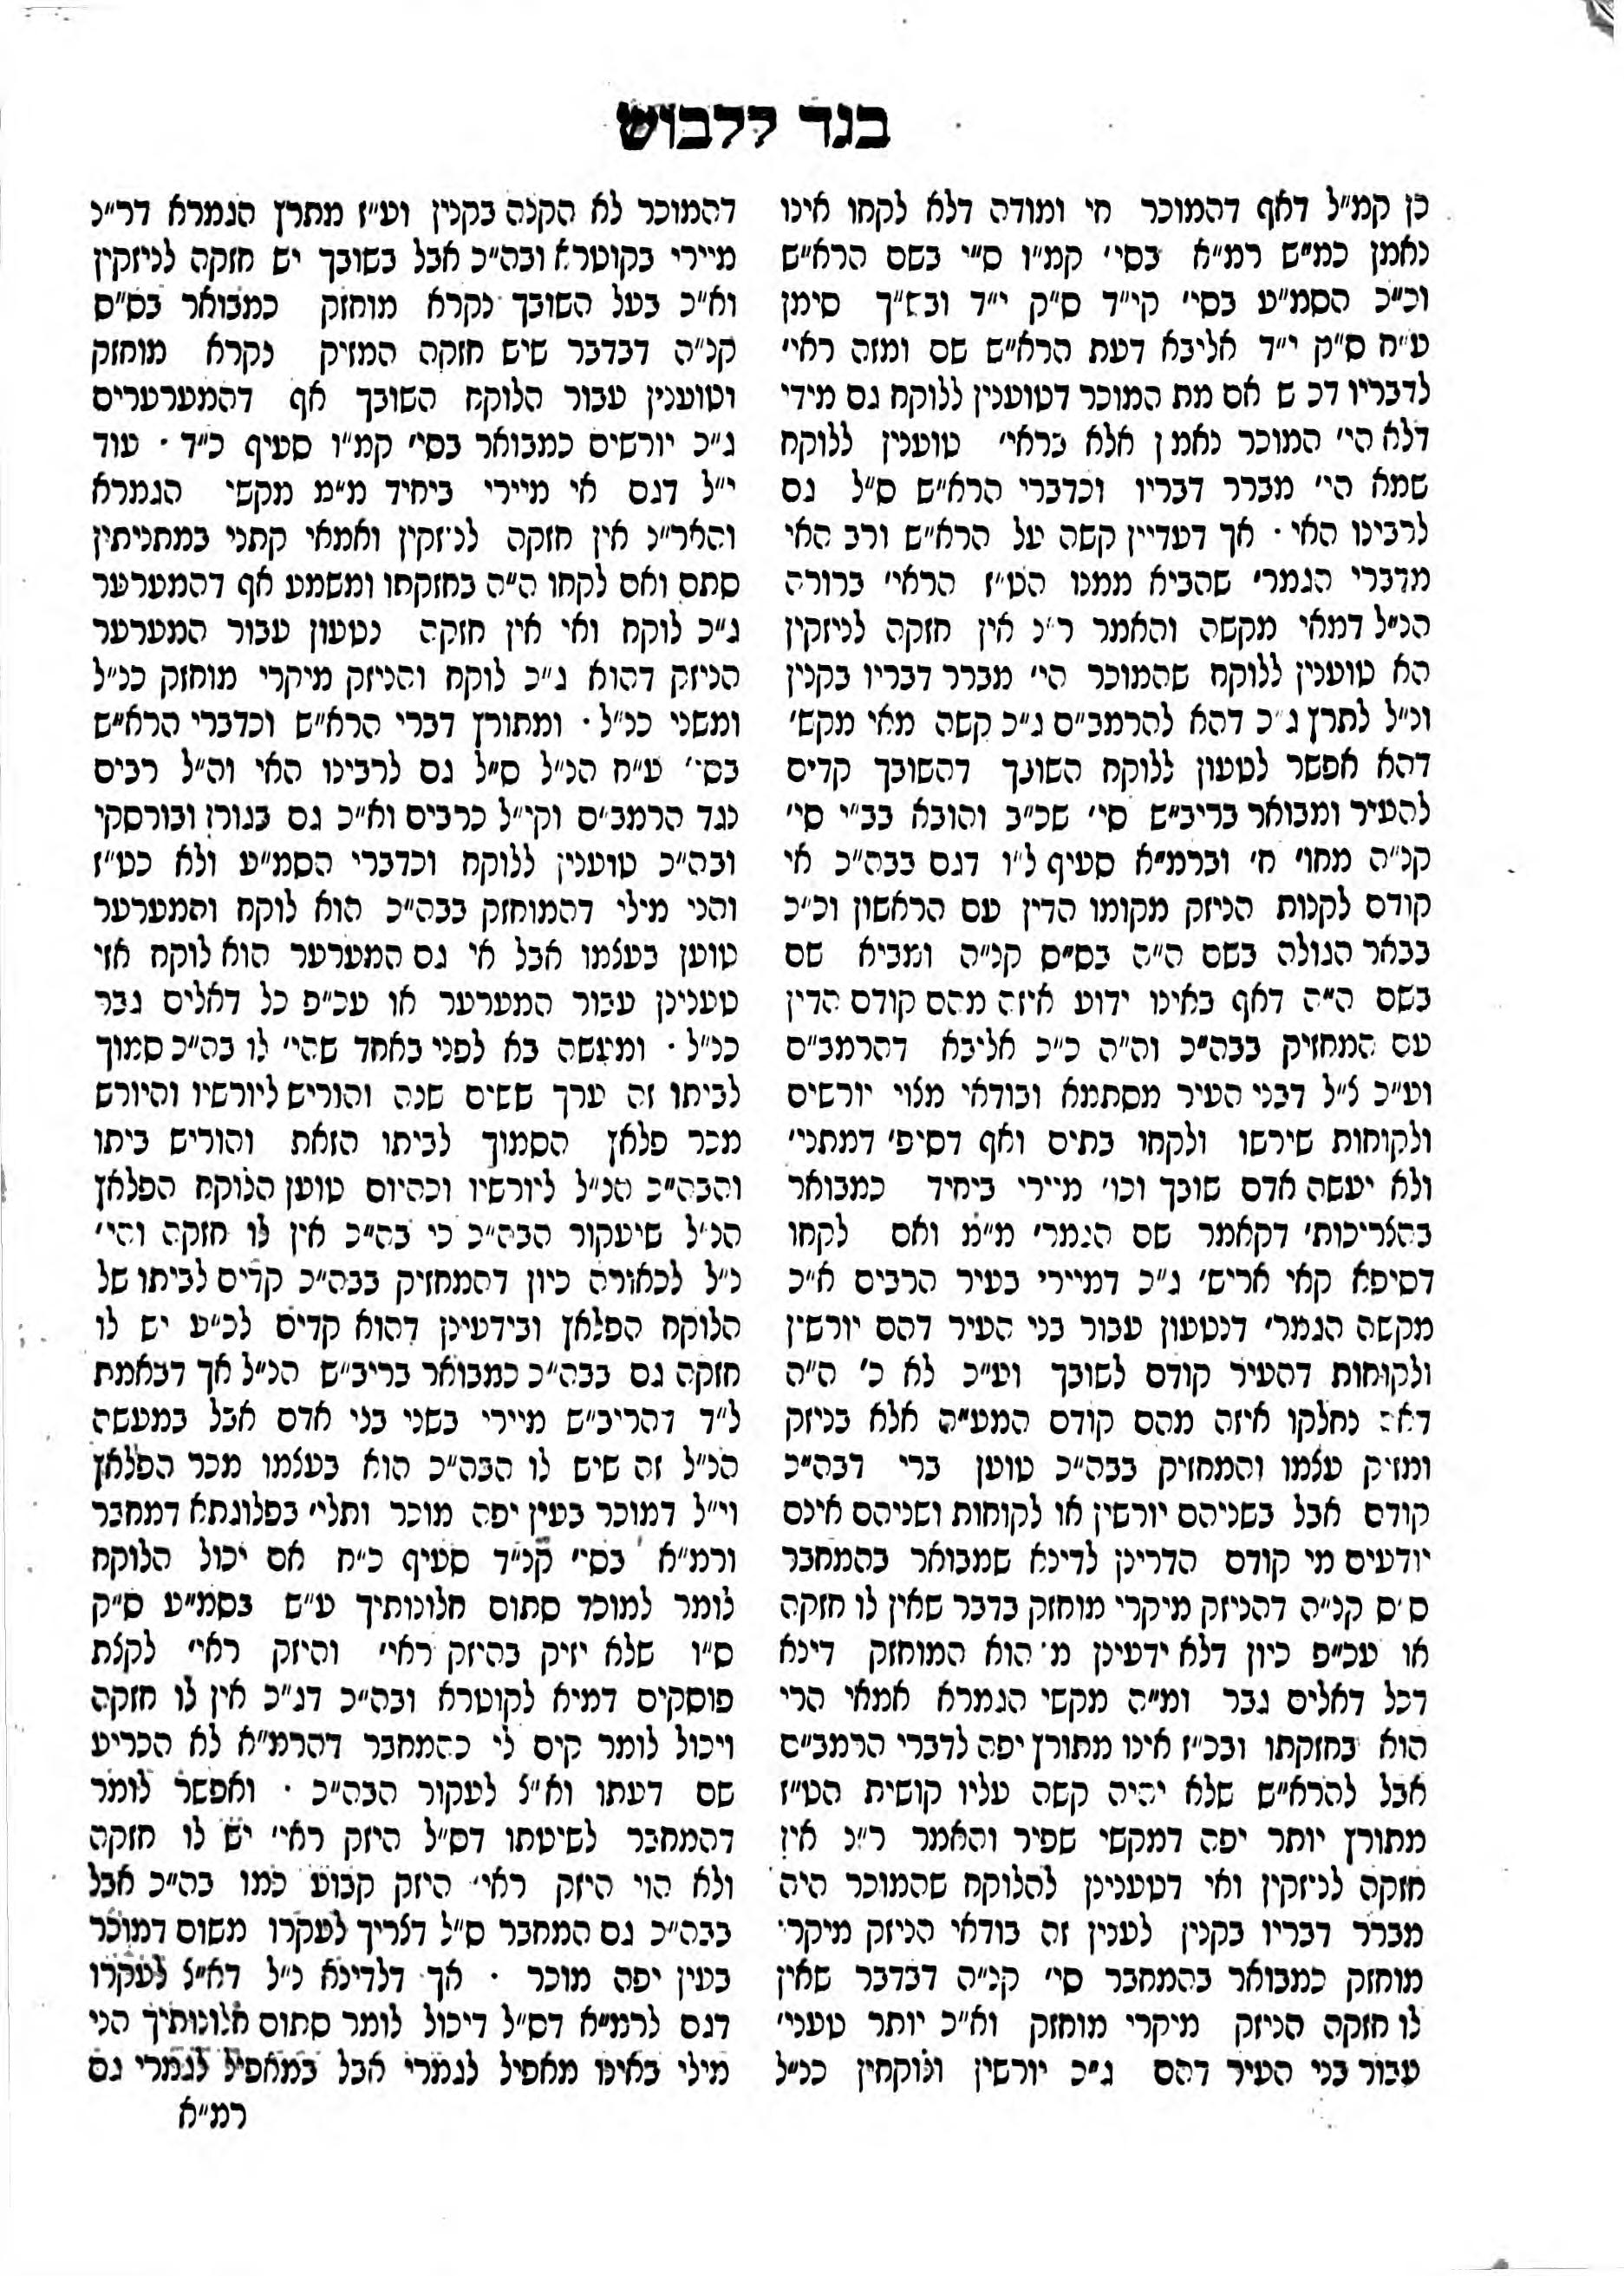 בגד ללבוש
כן קמ"ל דאף דהמוכר חי ומודה דלא לקחו אינו
נאמן כמ"ש רמ"א בסי' קמ"ו ס"י בשם הרא"ש
וכ"כ הסמ"ע בסי' קי"ד ס"ק י"ד ובש"ך סימן
ע"ח ס"ק י"ד אליבא דעת הרא"ש שם ומזה ראי'
לדבריו דכ ש אם מת המוכר דטוענין ללוקח גם מידי
דלא הי' המוכר נאמן אלא בראי' טוענין ללוקח
שמא הי' מברר דבריו וכדברי הרא"ש ס"ל גם
לרבינו האי · אך דעדיין קשה על הרא"ש ורב האי
מדברי הגמר' שהביא ממנו הט"ז הראי' ברורה
הנ"ל דמאי מקשה והאמר ר"נ אין חזקה לניזקין
הא טוענין ללוקח שהמוכר הי' מברר דבריו בקנין
וי"ל לתרץ ג"כ דהא להרמב"ם ג"כ קשה מאי מקש'
דהא אפשר לטעון ללוקח השובך דהשובך קדים
להעיר ומבואר בריב"ש סי' שכ"ב והובא בב"י סי'
קנ"ה מחו' ח' וברמ"א סעיף ל"ו דגם בבה"כ אי
קודם לקנות הניזק מקומו הדין עם הראשון וכ"כ
בבאר הגולה בשם ה"ה בס"ס קנ"ה ומביא שם
בשם ה"ה דאף באינו ידוע איזה מהם קודם הדין
עם המחזיק בבה"כ וה"ה כ"כ אליבא דהרמב"ם
וע"כ צ"ל דבני העיר מסתמא ובודאי מצוי יורשים
ולקוחות שירשו ולקחו בתים ואף דסיפ' דמתני'
ולא יעשה אדם שובך וכו' מיירי ביחיד כמבואר
בהצריכות' דקאמר שם הגמר' מ"מ ואם לקחו
דסיפא קאי אריש' ג"כ דמיירי בעיר הרבים א"כ
מקשה הגמר' דנטעון עבור בני העיר דהם יורשין
ולקוחות דהעיר קודם לשובך וע"כ לא כ' ה"ה
דאם נחלקו איזה מהם קודם המע"ה אלא בניזק
ומזיק עצמו והמחזיק בבה"כ טוען ברי דבה"כ
קודם אבל בשניהם יורשין או לקוחות ושניהם אינם
יודעים מי קודם הדרינן לדינא שמבואר בהמחבר
ס"ס קנ"ה דהניזק מיקרי מוחזק בדבר שאין לו חזקה
או עכ"פ כיון דלא ידעינן מ' הוא המוחזק דינא
דכל דאלים גבר ומ"ה מקשי הגמרא אמאי הרי
הוא בחזקתו ובכ"ז אינו מתורץ יפה לדברי הרמב"ם
אבל להרא"ש שלא יהיה קשה עליו קושית הט"ז
מתורץ יותר יפה דמקשי שפיר והאמר ר"נ אין
חזקה לניזקין ואי דטענינן להלוקח שהמוכר היה
מברר דבריו בקנין לענין זה בודאי הניזק מיקרי
מוחזק כמבואר בהמחבר סי' קנ"ה דבדבר שאין
לו חזקה הניזק מיקרי מוחזק וא"כ יותר טעני'
עבור בני העיר דהם ג"כ יורשין ולוקחין כנ"ל
דהמוכר לא הקנה בקנין וע"ז מתרץ הגמרא דר"נ
מיירי בקוטרא ובה"כ אבל בשובך יש חזקה לניזקין
וא"כ בעל השובך נקרא מוחזק כמבואר בס"ס
קנ"ה דבדבר שיש חזקה המזיק נקרא מוחזק
וטוענין עבור הלוקח השובך אף דהמערערים
ג"כ יורשים כמבואר בסי' קמ"ו סעיף כ"ד · עוד
י"ל דגם אי מיירי ביחיד מ"מ מקשי הגמרא
והאר"נ אין חזקה לניזקין ואמאי קתני במתניתין
סתם ואם לקחו ה"ה בחזקתו ומשמע אף דהמערער
ג"כ לוקח ואי אין חזקה נטעון עבור המערער
הניזק דהוא ג"כ לוקח והניזק מיקרי מוחזק כנ"ל
ומשני כנ"ל · ומתורץ דברי הרא"ש וכדברי הרא"ש
בסי' ע"ח הנ"ל ס"ל גם לרבינו האי וה"ל רבים
נגד הרמב"ם וקי"ל כרבים וא"כ גם בגורן ובורסקי
ובה"כ טוענין ללוקח וכדברי הסמ"ע ולא כט"ז
והני מילי דהמוחזק בבה"כ הוא לוקח והמערער
טוען בעצמו אבל אי גם המערער הוא לוקח אזי
טענינן עבור המערער או עכ"פ כל דאלים גבר
כנ"ל · ומעשה בא לפני באחד שהי' לו בה"כ סמוך
לביתו זה ערך ששים שנה והוריש ליורשיו והיורש
מכר פלאץ הסמוך לביתו הזאת והוריש ביתו
והבה"כ הנ"ל ליורשיו וכהיום טוען הלוקח הפלאץ
הנ"ל שיעקור הבה"כ כי בה"כ אין לו חזקה והי'
נ"ל לכאורה כיון דהמחזיק בבה"כ קדים לביתו של
הלוקח הפלאץ ובידעינן דהוא קדים לכ"ע יש לו
חזקה גם בבה"כ כמבואר בריב"ש הנ"ל אך דבאמת
ל"ד דהריב"ש מיירי בשני בני אדם אבל במעשה
הנ"ל זה שיש לו הבה"כ הוא בעצמו מכר הפלאץ
וי"ל דמוכר בעין יפה מוכר ותלי' בפלוגתא דמחבר
ורמ"א בסי' קנ"ד סעיף כ"ח אם יכול הלוקח
לומר למוכר סתום חלונותיך ע"ש בסמ"ע ס"ק
ס"ו שלא יזיק בהיזק ראי' והיזק ראי' לקצת
פוסקים דמיא לקוטרא ובה"כ דג"כ אין לו חזקה
ויכול לומר קים לי כהמחבר דהרמ"א לא הכריע
שם דעתו וא"צ לעקור הבה"כ · ואפשר לומר
דהמחבר לשיטתו דס"ל היזק ראי' יש לו חזקה
ולא הוי היזק ראי' היזק קבוע כמו בה"כ אבל
בבה"כ גם המחבר ס"ל דצריך לעקרו משום דמוכר
בעין יפה מוכר · אך דלדינא נ"ל דא"צ לעקרו
דגם לרמ"א דס"ל דיכול לומר סתום חלונותיך הני
מילי באינו מאפיל לגמרי אבל במאפיל לגמרי גם
רמ"א